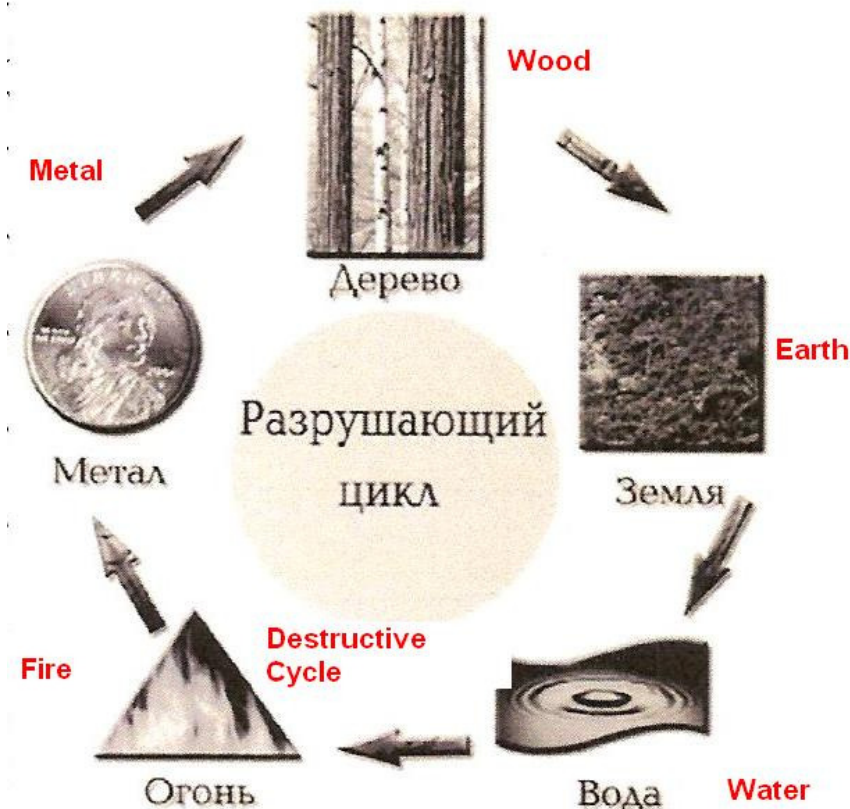 Wood
Metal
Дерево
Earth
Разрушающий
цикл
Метал
Земля
Destructive
Cycle
Fire
Огонь
Вода
Water